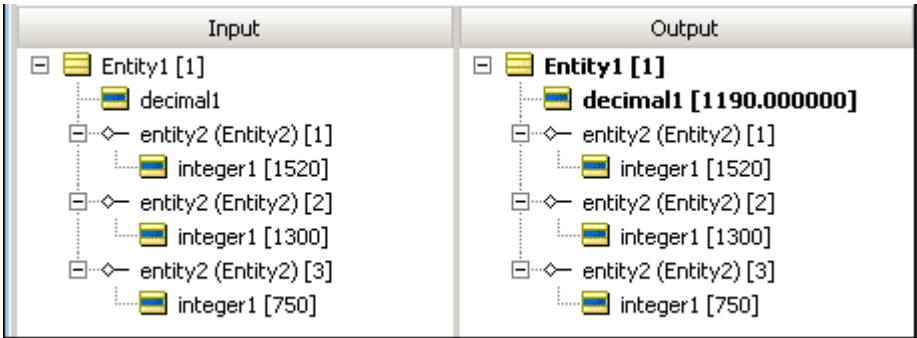 Input
Entity1 [1]
decimal1
entity2 (Entity2) [1]
integer1 [1520]
entity2 (Entity2) [2]
integer1 [1300]
entity2 (Entity2) [3]
integer1 [750]
Output
Entity1 [1]
decimal1 [1190.000000]
entity2 (Entity2) [1]
integer1 [1520]
entity2 (Entity2) [2]
integer1 [1300]
entity2 (Entity2) [3]
integer1 [750]